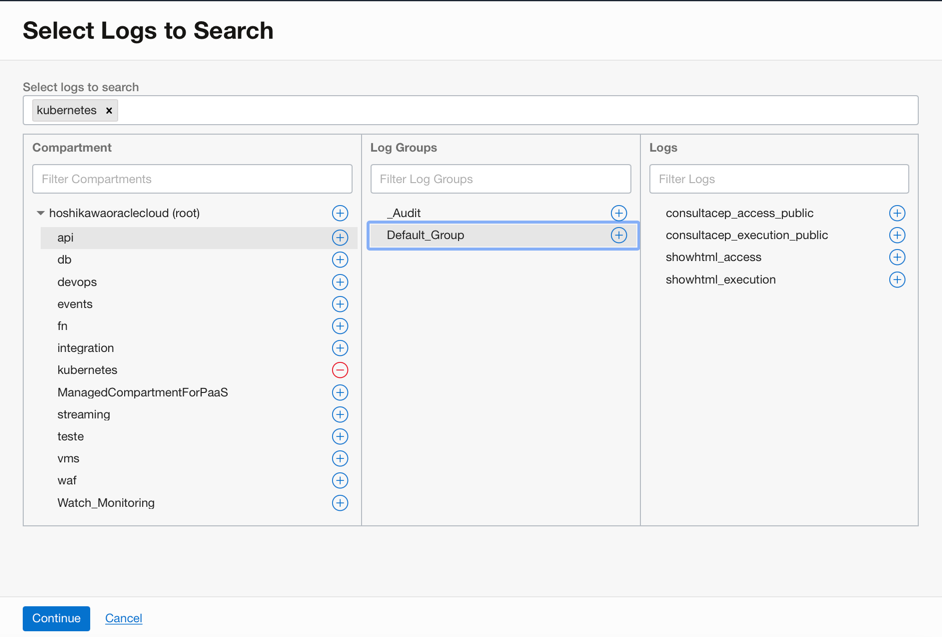 Select Logs to Search
Select logs to search
kubernetes ×
Compartment
Filter Compartments
hoshikawaoraclecloud (root)
api
db
devops
events
fn
integration
kubernetes
ManagedCompartmentForPaaS
streaming
teste
vms
waf
Watch_Monitoring
Log Groups
Filter Log Groups
_Audit
Default_Group
Logs
Filter Logs
consultacep_access_public
consultacep_execution_public
showhtml_access
showhtml_execution
Continue
Cancel